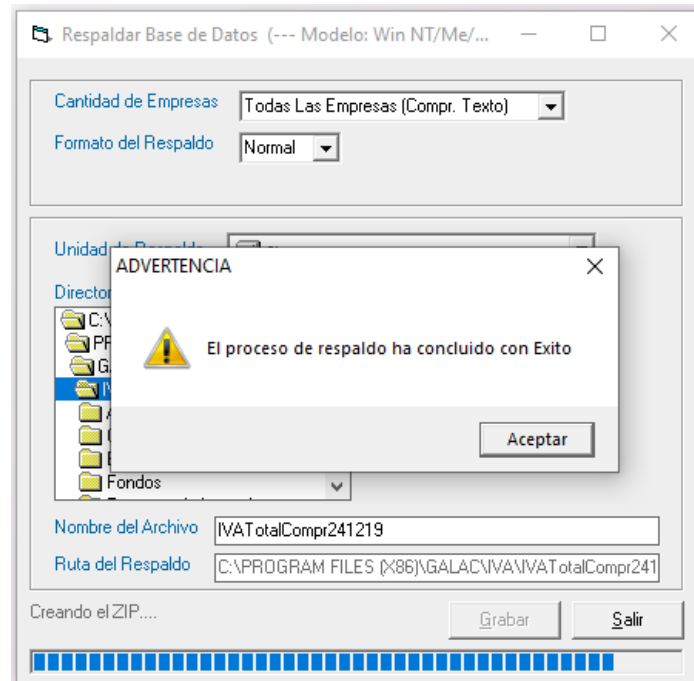 Respaldar Base de Datos (--- Modelo: Win NT/Me/...
Cantidad de Empresas Todas Las Empresas (Compr. Texto)
Formato del Respaldo Normal
Unidad
ADVERTENCIA
El proceso de respaldo ha concluido con Exito
Aceptar
Fondos
Nombre del Archivo IVATotalCompr241219
Ruta del Respaldo C:\PROGRAM FILES (X86)\GALAC\IVA\IVATotalCompr241
Creando el ZIP.... Grabar Salir